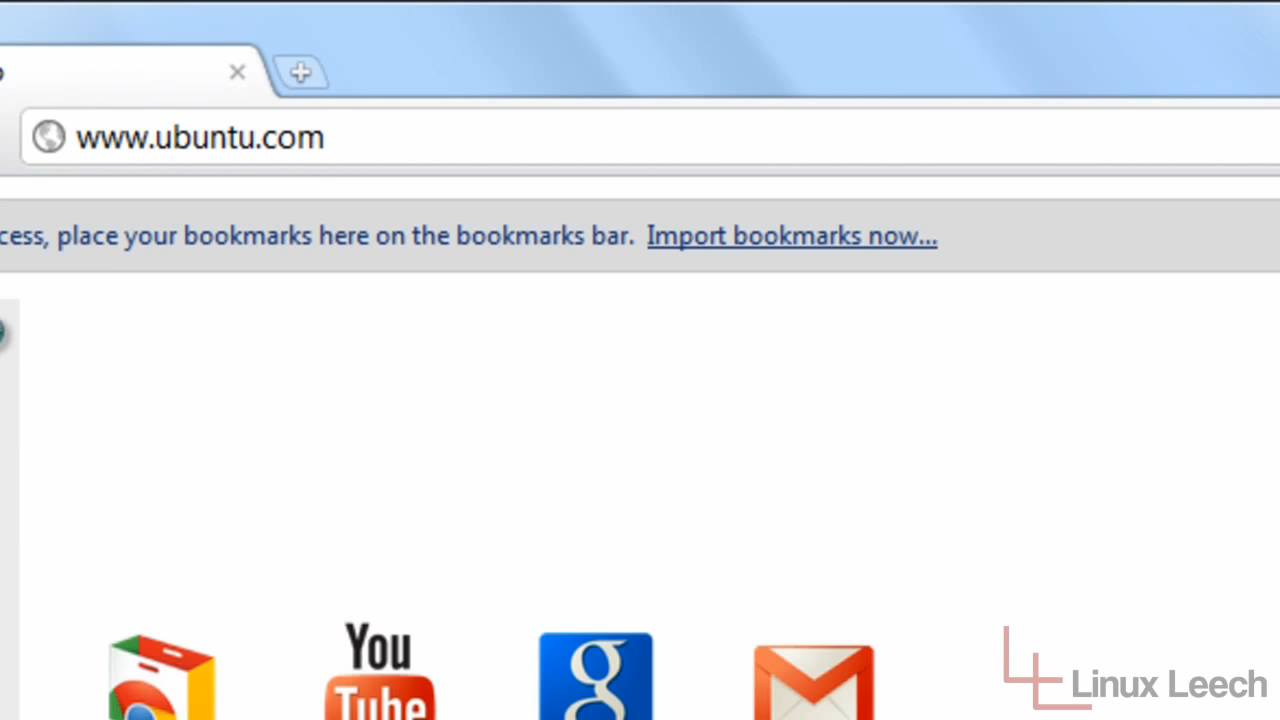 www.ubuntu.com
cess, place your bookmarks here on the bookmarks bar. Import bookmarks now...
You
Tube
g
Linux Leech